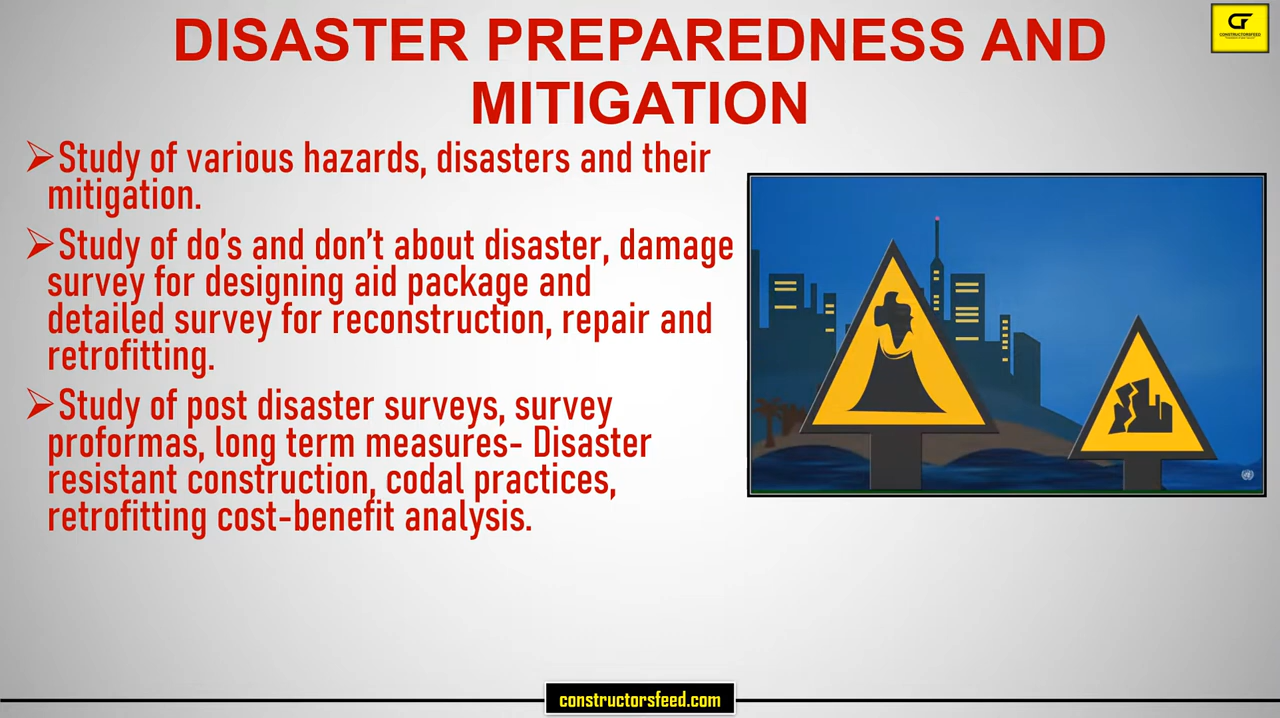 DISASTER PREPAREDNESS AND
MITIGATION
CF
CONSTRUCTORSFEED
➢Study of various hazards, disasters and their
mitigation.
➢Study of do’s and don’t about disaster, damage
survey for designing aid package and
detailed survey for reconstruction, repair and
retrofitting.
➢Study of post disaster surveys, survey
proformas, long term measures- Disaster
resistant construction, codal practices,
retrofitting cost-benefit analysis.
constructorsfeed.com